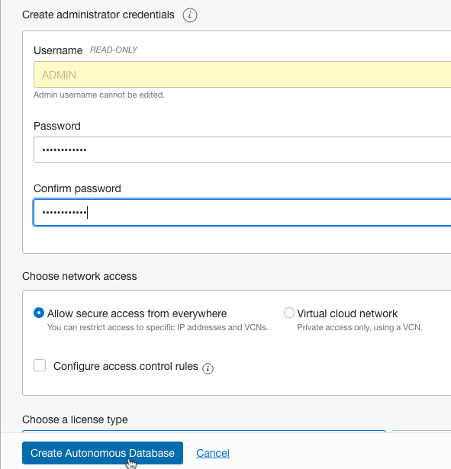 Create administrator credentials i
Username READ-ONLY
ADMIN
Admin username cannot be edited.
Password
••••••••••••
Confirm password
••••••••••••
Choose network access
Allow secure access from everywhere
You can restrict access to specific IP addresses and VCNs.
Virtual cloud network
Private access only, using a VCN.
Configure access control rules i
Choose a license type
Create Autonomous Database Cancel